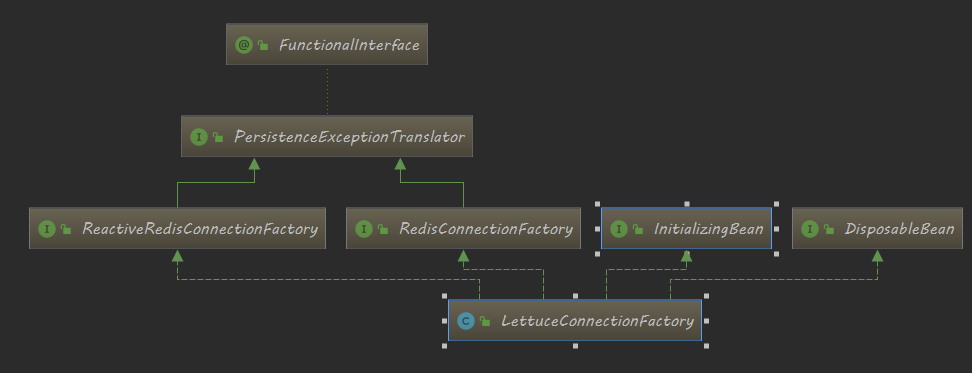 @ FunctionalInterface
I PersistenceExceptionTranslator
I ReactiveRedisConnectionFactory
I RedisConnectionFactory
I InitializingBean
I DisposableBean
C LettuceConnectionFactory